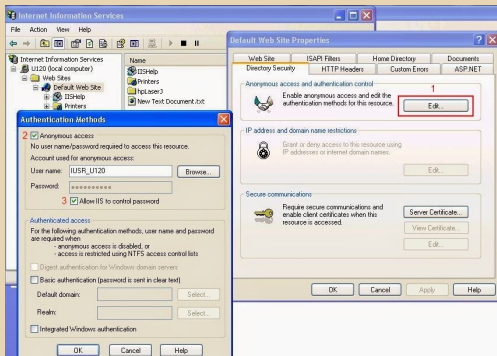 Internet Information Services
File Action View Help
Internet Information Services
U120 (local computer)
Web Sites
Default Web Site
IISHelp
Printers
Name
IISHelp
Printers
hpLaserJ
New Text Document.txt
Default Web Site Properties
Web Site ISAPI Filters Home Directory Documents
Directory Security HTTP Headers Custom Errors ASP.NET
Anonymous access and authentication control
1
Enable anonymous access and edit the
authentication methods for this resource.
Edit...
IP address and domain name restrictions
Grant or deny access to this resource using
IP addresses or internet domain names.
Edit...
Secure communications
Require secure communications and
enable client certificates when this
resource is accessed.
Server Certificate...
View Certificate...
Edit...
OK Cancel Apply Help
Authentication Methods
2 Anonymous access
No user name/password required to access this resource.
Account used for anonymous access:
User name: IUSR_U120 Browse...
Password:
3 Allow IIS to control password
Authenticated access
For the following authentication methods, user name and password
are required when
- anonymous access is disabled, or
- access is restricted using NTFS access control lists
Digest authentication for Windows domain servers
Basic authentication (password is sent in clear text)
Default domain: Select...
Realm: Select...
Integrated Windows authentication
OK Cancel Help